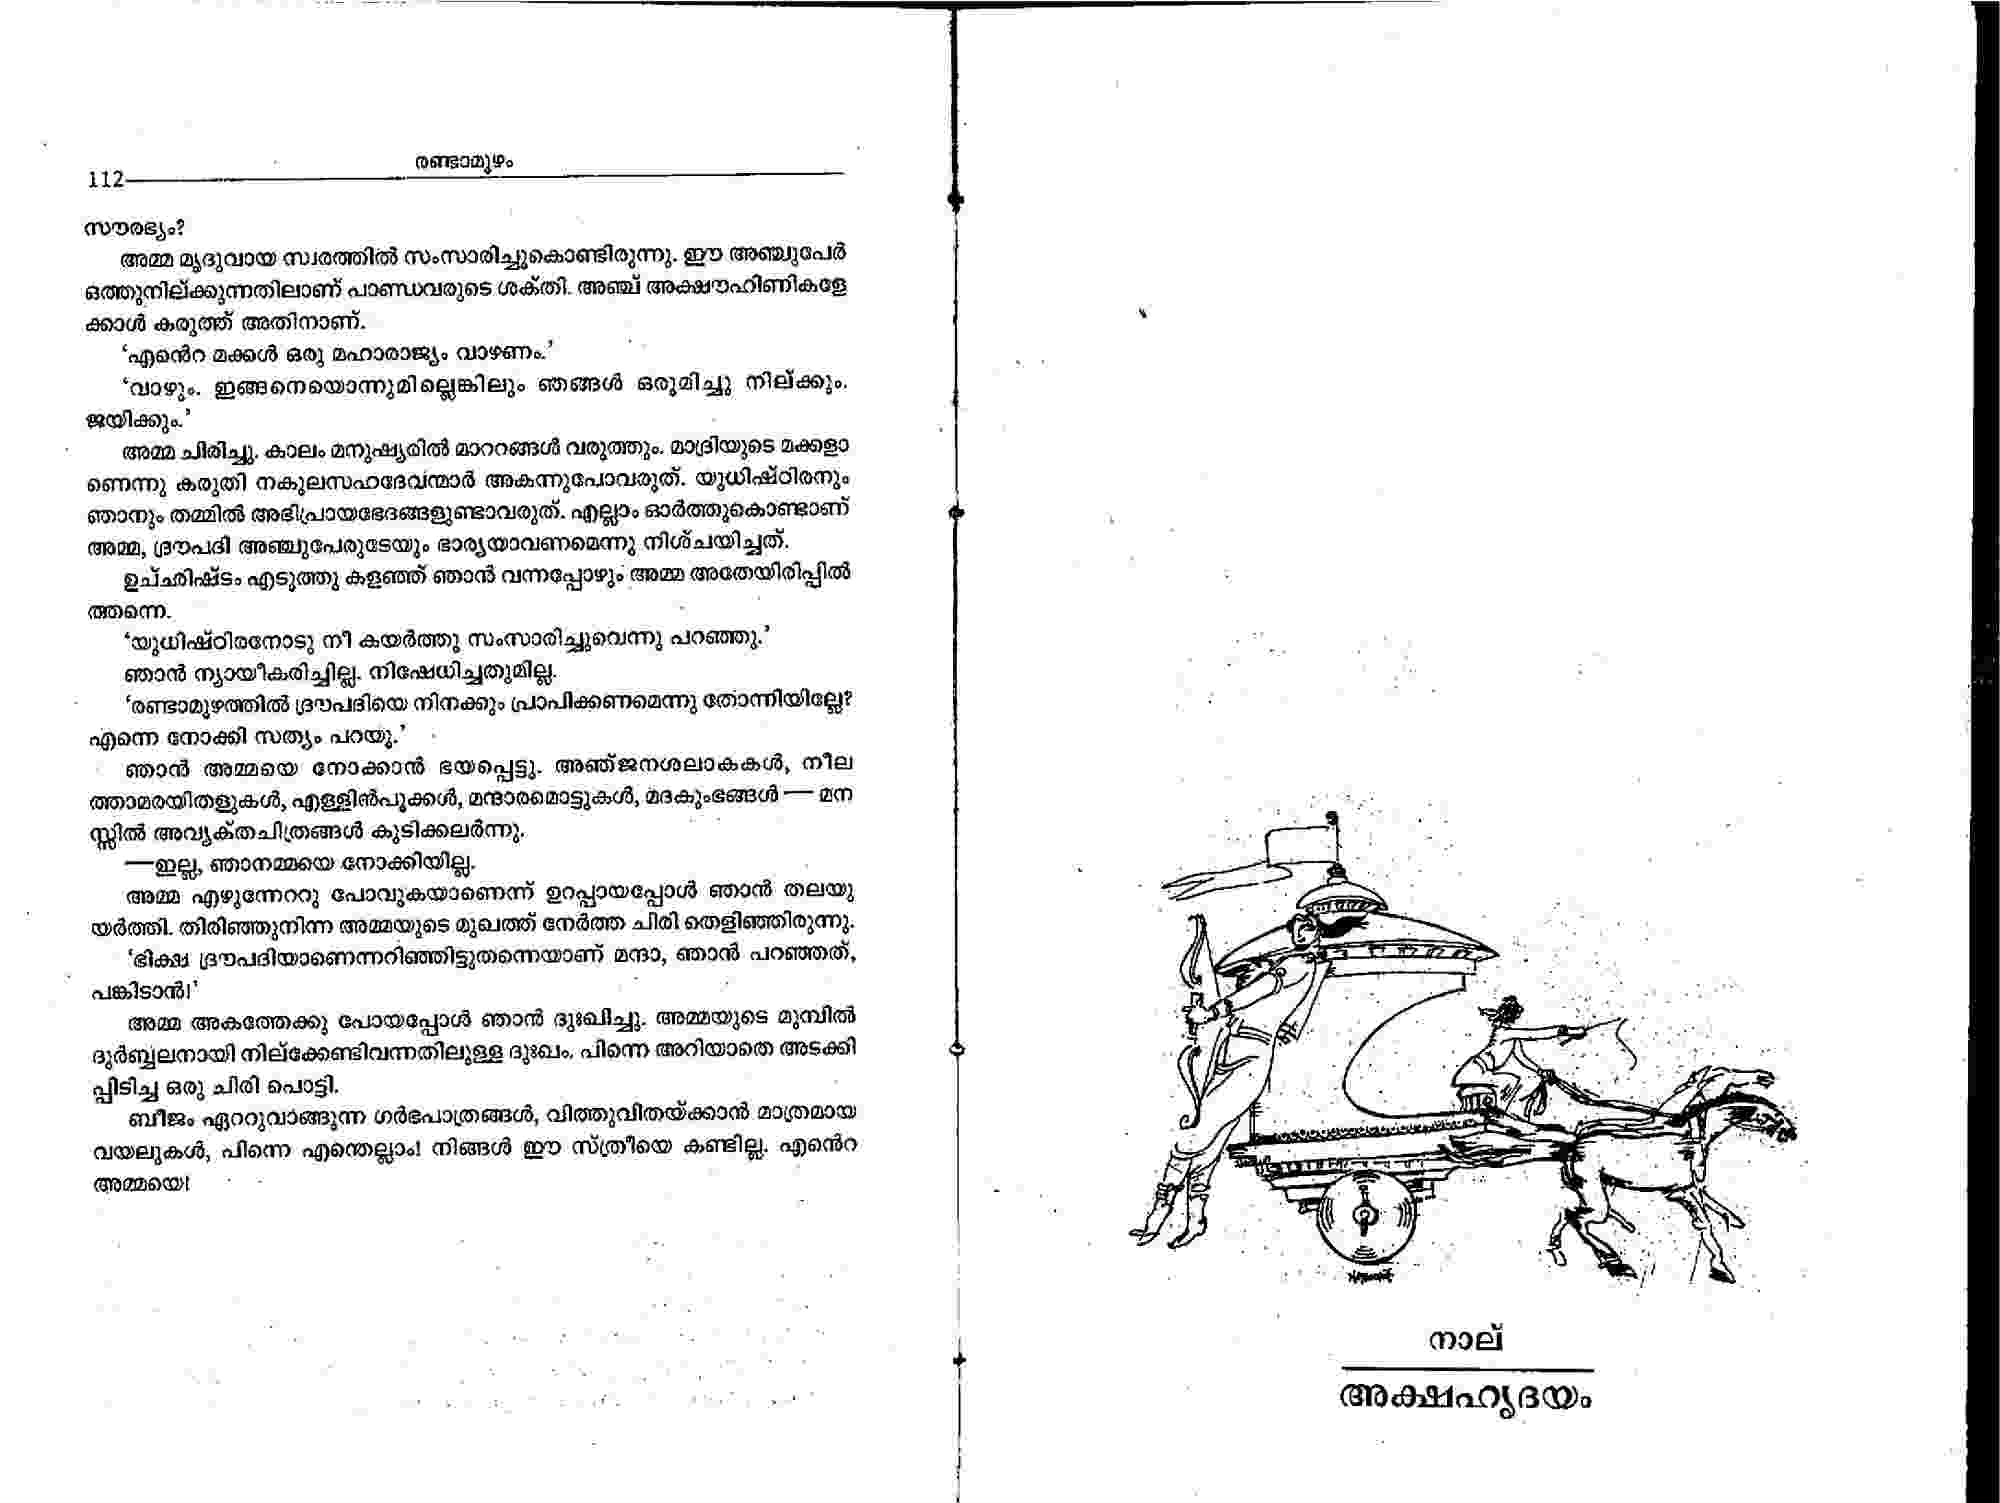 രണ്ടാമൂഴം
112
സൗരഭ്യം?
അമ്മ മൃദുവായ സ്വരത്തിൽ സംസാരിച്ചുകൊണ്ടിരുന്നു. ഈ അഞ്ചുപേർ
ഒത്തുനില്ക്കുന്നതിലാണ് പാണ്ഡവരുടെ ശക്തി. അഞ്ച് അക്ഷൗഹിണികളേ
ക്കാൾ കരുത്ത് അതിനാണ്.
‘എൻെറ മക്കൾ ഒരു മഹാരാജ്യം വാഴണം.’
‘വാഴും. ഇങ്ങനെയൊന്നുമില്ലെങ്കിലും ഞങ്ങൾ ഒരുമിച്ചു നില്ക്കും.
ജയിക്കും.’
അമ്മ ചിരിച്ചു. കാലം മനുഷ്യരിൽ മാററങ്ങൾ വരുത്തും. മാദ്രിയുടെ മക്കളാ
ണെന്നു കരുതി നകുലസഹദേവന്മാർ അകന്നുപോവരുത്. യുധിഷ്ഠിരനും
ഞാനും തമ്മിൽ അഭിപ്രായഭേദങ്ങളുണ്ടാവരുത്. എല്ലാം ഓർത്തുകൊണ്ടാണ്
അമ്മ, ദ്രൗപദി അഞ്ചുപേരുടേയും ഭാര്യയാവണമെന്നു നിശ്ചയിച്ചത്.
ഉച്ഛിഷ്ടം എടുത്തു കളഞ്ഞ് ഞാൻ വന്നപ്പോഴും അമ്മ അതേയിരിപ്പിൽ
ത്തന്നെ.
‘യുധിഷ്ഠിരനോടു നീ കയർത്തു സംസാരിച്ചുവെന്നു പറഞ്ഞു.’
ഞാൻ ന്യായീകരിച്ചില്ല. നിഷേധിച്ചതുമില്ല.
‘രണ്ടാമൂഴത്തിൽ ദ്രൗപദിയെ നിനക്കും പ്രാപിക്കണമെന്നു തോന്നിയില്ലേ?
എന്നെ നോക്കി സത്യം പറയൂ.’
ഞാൻ അമ്മയെ നോക്കാൻ ഭയപ്പെട്ടു. അഞ്ജനശലാകകൾ, നീല
ത്താമരയിതളുകൾ, എള്ളിൻപൂക്കൾ, മന്ദാരമൊട്ടുകൾ, മദകുംഭങ്ങൾ — മന
സ്സിൽ അവ്യക്തചിത്രങ്ങൾ കൂടിക്കലർന്നു.
—ഇല്ല, ഞാനമ്മയെ നോക്കിയില്ല.
അമ്മ എഴുന്നേററു പോവുകയാണെന്ന് ഉറപ്പായപ്പോൾ ഞാൻ തലയു
യർത്തി. തിരിഞ്ഞുനിന്ന അമ്മയുടെ മുഖത്ത് നേർത്ത ചിരി തെളിഞ്ഞിരുന്നു.
‘ഭിക്ഷ ദ്രൗപദിയാണെന്നറിഞ്ഞിട്ടുതന്നെയാണ് മന്ദാ, ഞാൻ പറഞ്ഞത്,
പങ്കിടാൻ!’
അമ്മ അകത്തേക്കു പോയപ്പോൾ ഞാൻ ദുഃഖിച്ചു. അമ്മയുടെ മുമ്പിൽ
ദുർബ്ബലനായി നില്ക്കേണ്ടിവന്നതിലുള്ള ദുഃഖം. പിന്നെ അറിയാതെ അടക്കി
പ്പിടിച്ച ഒരു ചിരി പൊട്ടി.
ബീജം ഏററുവാങ്ങുന്ന ഗർഭപാത്രങ്ങൾ, വിത്തുവിതയ്ക്കാൻ മാത്രമായ
വയലുകൾ, പിന്നെ എന്തെല്ലാം! നിങ്ങൾ ഈ സ്ത്രീയെ കണ്ടില്ല. എൻെറ
അമ്മയെ!
നാല്
അക്ഷഹൃദയം